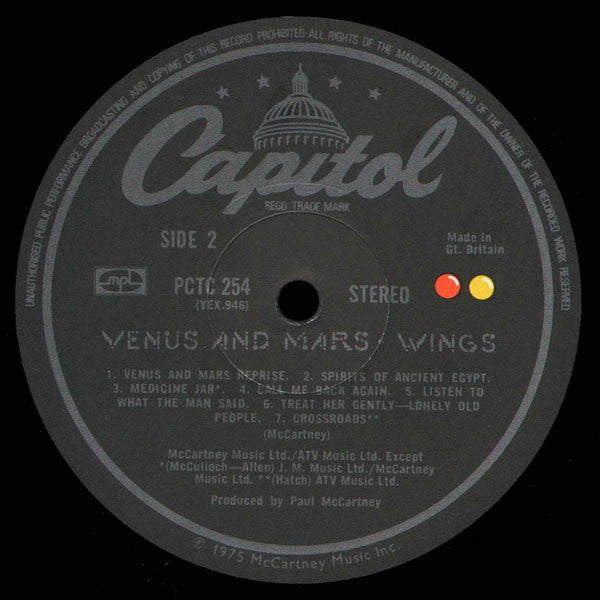 UNAUTHORISED PUBLIC PERFORMANCE, BROADCASTING AND COPYING OF THIS RECORD PROHIBITED·ALL RIGHTS OF THE MANUFACTURER AND OF THE OWNER OF THE RECORDED WORK RESERVED
Capitol
REGD. TRADE MARK
SIDE 2
Made in
Gt. Britain
mpl
PCTC 254
(YEX.946)
STEREO
VENUS AND MARS · WINGS
1. VENUS AND MARS REPRISE. 2. SPIRITS OF ANCIENT EGYPT.
3. MEDICINE JAR*. 4. CALL ME BACK AGAIN. 5. LISTEN TO
WHAT THE MAN SAID. 6. TREAT HER GENTLY—LONELY OLD
PEOPLE. 7. CROSSROADS**
(McCartney)
McCartney Music Ltd./ATV Music Ltd. Except
*(McCulloch—Allen) J. M. Music Ltd./McCartney
Music Ltd. **(Hatch) ATV Music Ltd.
Produced by Paul McCartney
℗ 1975 McCartney Music Inc.